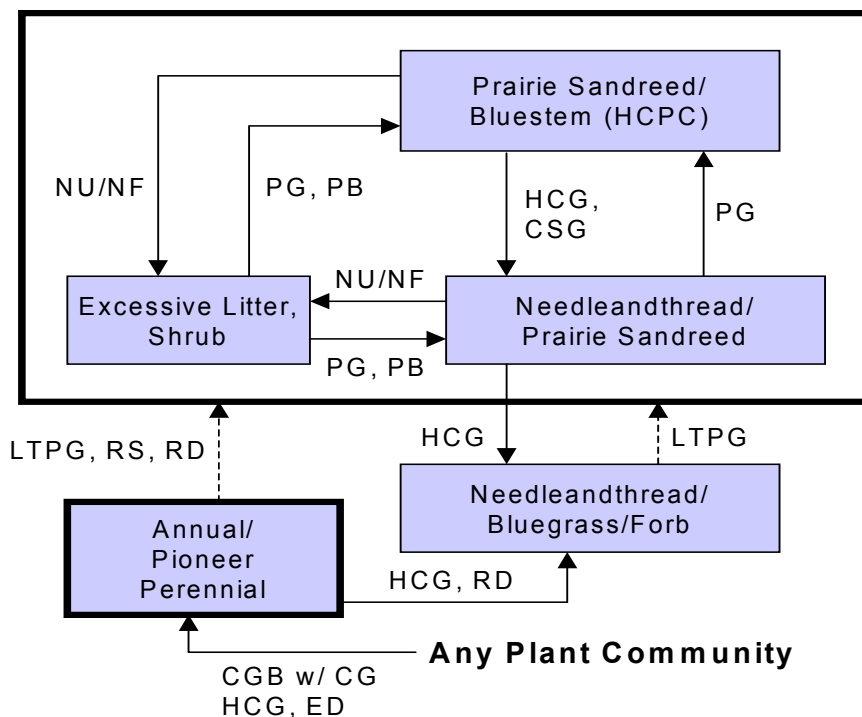 Prairie Sandreed/
Bluestem (HCPC)
NU/NF
PG, PB
HCG,
CSG
PG
Excessive Litter,
Shrub
NU/NF
PG, PB
Needleandthread/
Prairie Sandreed
LTPG, RS, RD
HCG
LTPG
Needleandthread/
Bluegrass/Forb
Annual/
Pioneer
Perennial
HCG, RD
Any Plant Community
CGB w/ CG
HCG, ED